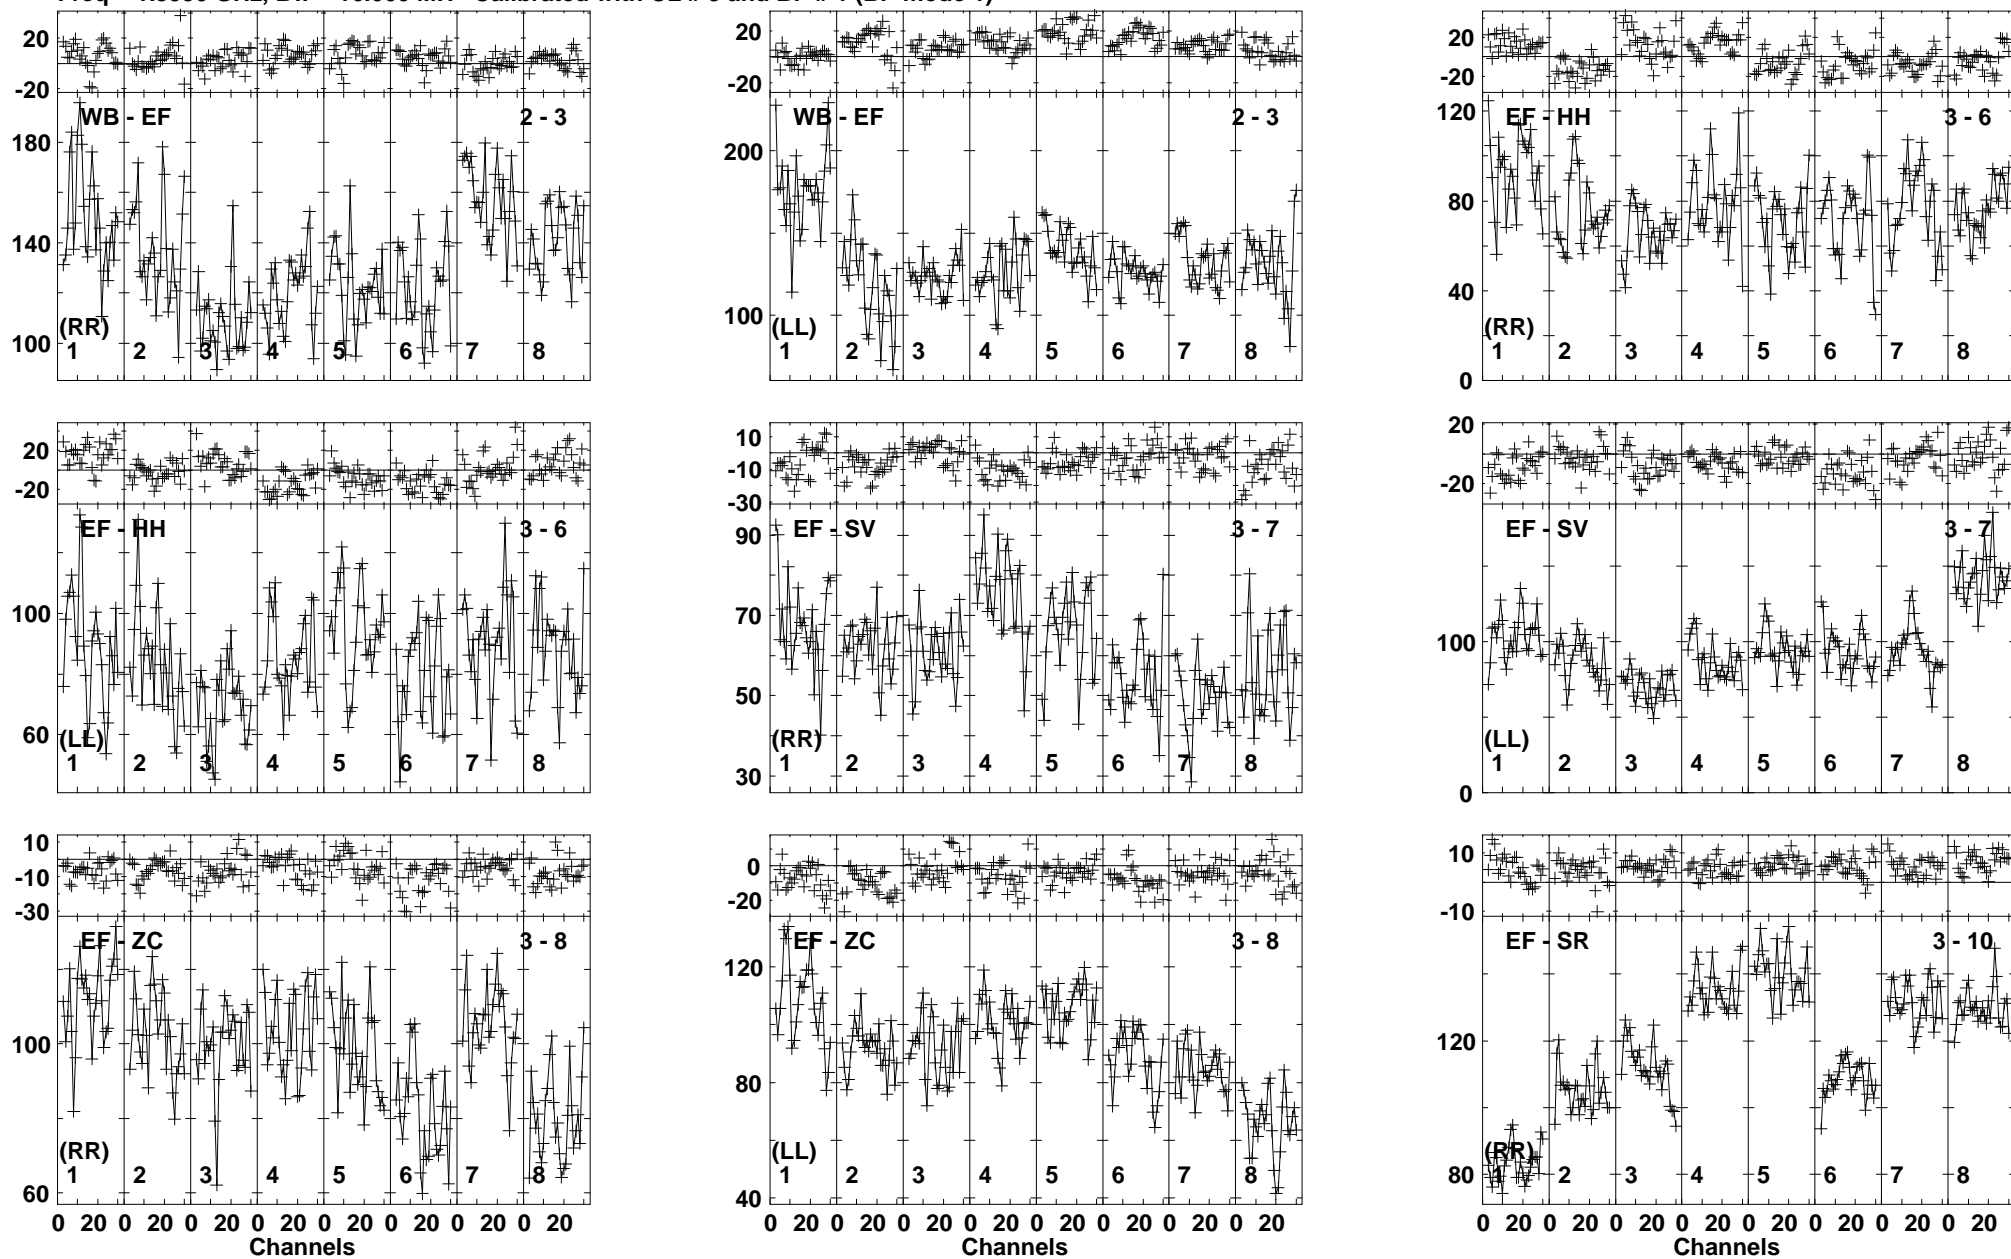 20 20 20
-20 -20 -20
WB - EF 2 - 3 WB - EF 2 - 3 EF - HH 3 - 6
180 140 100
200 100
120 80 40 0
(RR) (LL) (RR)
1 2 3 4 5 6 7 8
1 2 3 4 5 6 7 8
1 2 3 4 5 6 7 8
20 10 20
-20 -10 -30 -20
EF - HH 3 - 6 EF - SV 3 - 7 EF - SV 3 - 7
100 60
90 70 50 30
100 0
(LL) (RR) (LL)
1 2 3 4 5 6 7 8
1 2 3 4 5 6 7 8
1 2 3 4 5 6 7 8
10 0 10
-10 -30 -20 -10
EF - ZC 3 - 8 EF - ZC 3 - 8 EF - SR 3 - 10
100 60
120 80 40
120 80
(RR) (LL) (RR)
1 2 3 4 5 6 7 8
1 2 3 4 5 6 7 8
1 2 3 4 5 6 7 8
0 20 0 20 0 20 0 20 0 20 0 20 0 20 0 20
0 20 0 20 0 20 0 20 0 20 0 20 0 20 0 20
0 20 0 20 0 20 0 20 0 20 0 20 0 20 0 20
Channels Channels Channels